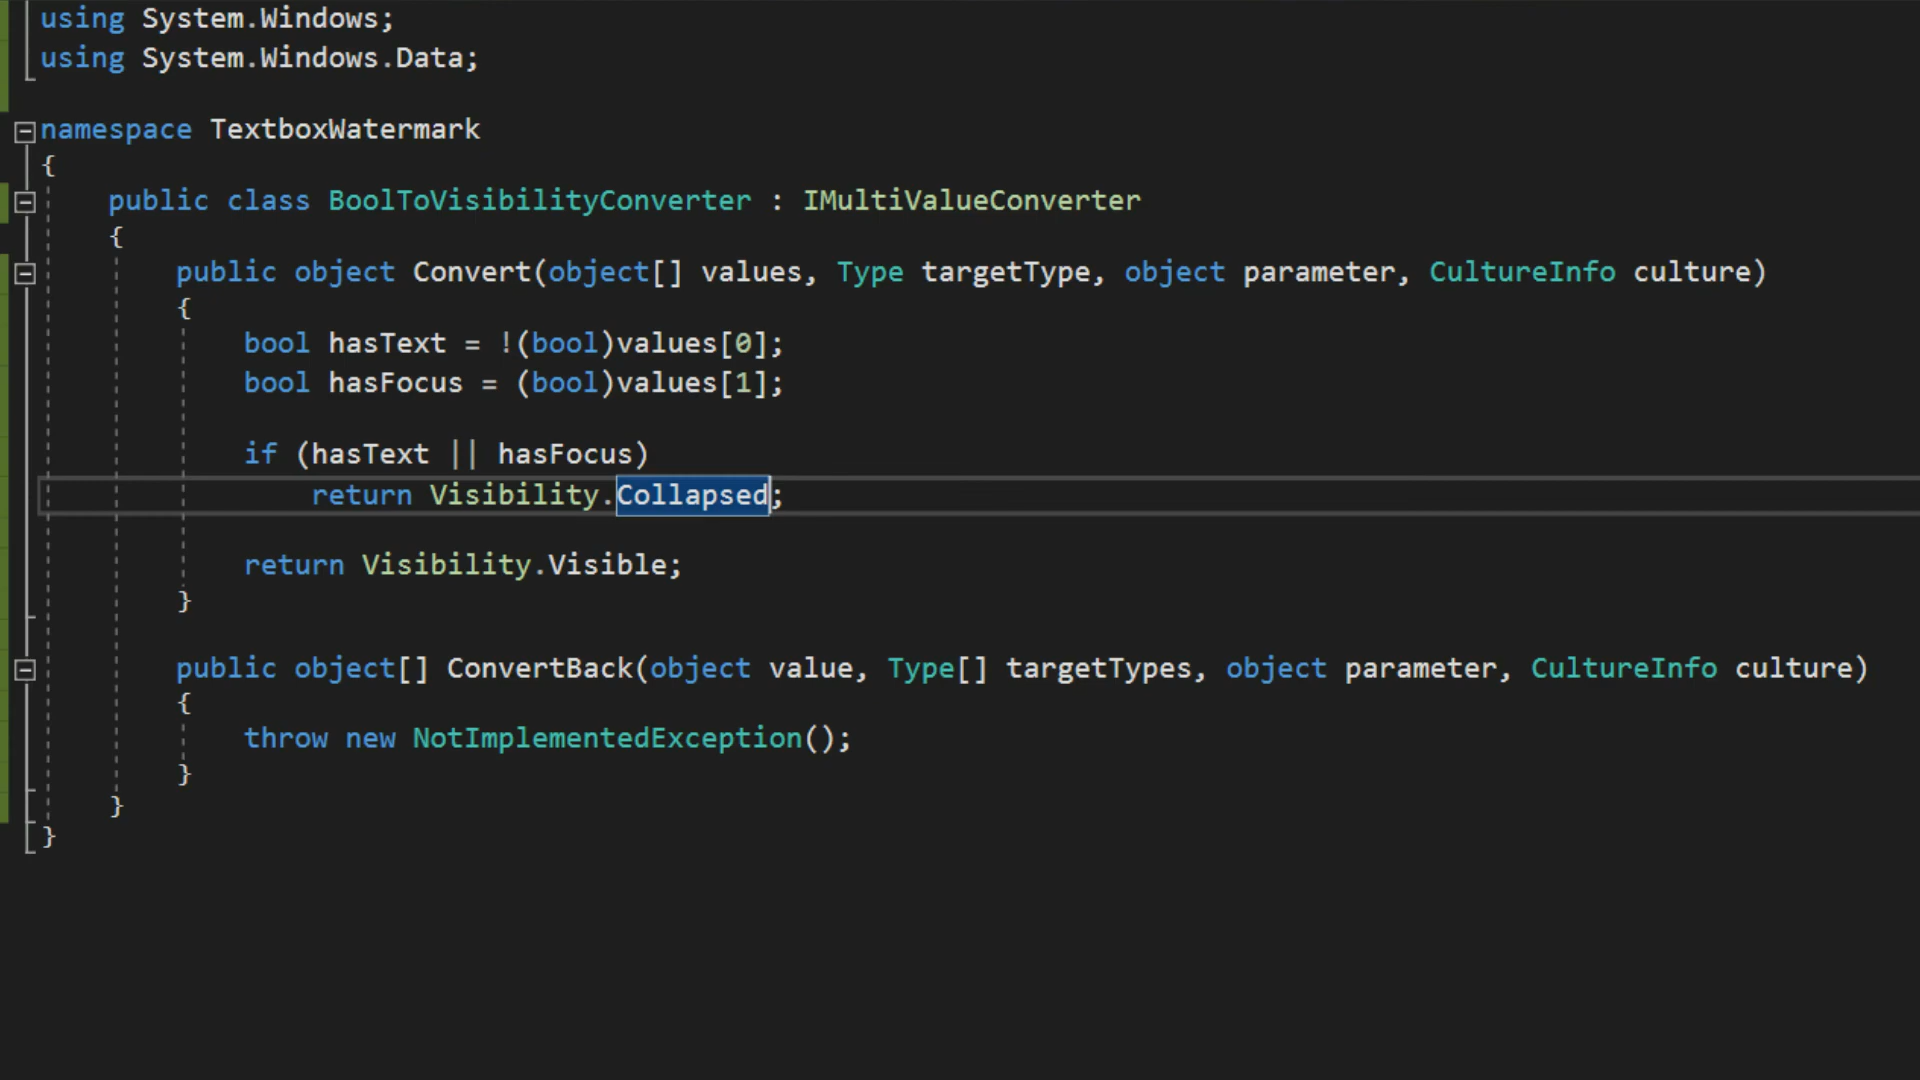 using System.Windows;
using System.Windows.Data;
namespace TextboxWatermark
{
public class BoolToVisibilityConverter : IMultiValueConverter
{
public object Convert(object[] values, Type targetType, object parameter, CultureInfo culture)
{
bool hasText = !(bool)values[0];
bool hasFocus = (bool)values[1];
if (hasText || hasFocus)
return Visibility.Collapsed;
return Visibility.Visible;
}
public object[] ConvertBack(object value, Type[] targetTypes, object parameter, CultureInfo culture)
{
throw new NotImplementedException();
}
}
}